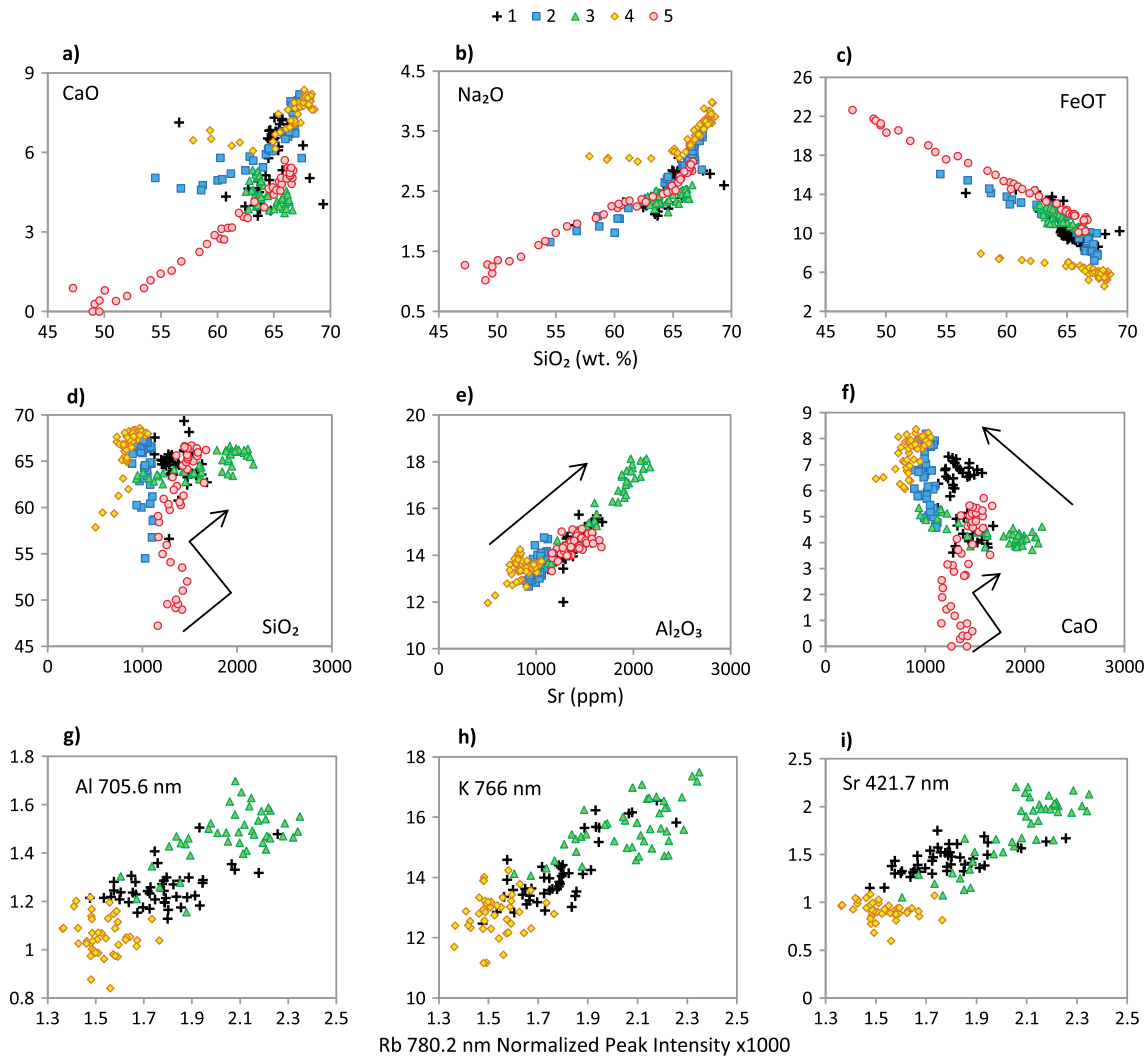 1 2 3 4 5
a) b) c)
CaO Na₂O FeOT
9 4.5 26
22
3.5 18
6
2.5 14
3 10
1.5 6
0 0.5 2
45 50 55 60 65 70 45 50 55 60 65 70 45 50 55 60 65 70
SiO₂ (wt. %)
d) e) f)
70 20 9
8
65 18 7
6
60 16 5
4
55 14 3
50 12 2
1
45 10 0
SiO₂ Al₂O₃ CaO
0 1000 2000 3000 0 1000 2000 3000 0 1000 2000 3000
Sr (ppm)
g) h) i)
Al 705.6 nm K 766 nm Sr 421.7 nm
1.8 18 2.5
1.6 16 2
1.4 1.5
14
1.2 1
1 12 0.5
0.8 10 0
1.3 1.5 1.7 1.9 2.1 2.3 2.5 1.3 1.5 1.7 1.9 2.1 2.3 2.5 1.3 1.5 1.7 1.9 2.1 2.3 2.5
Rb 780.2 nm Normalized Peak Intensity x1000